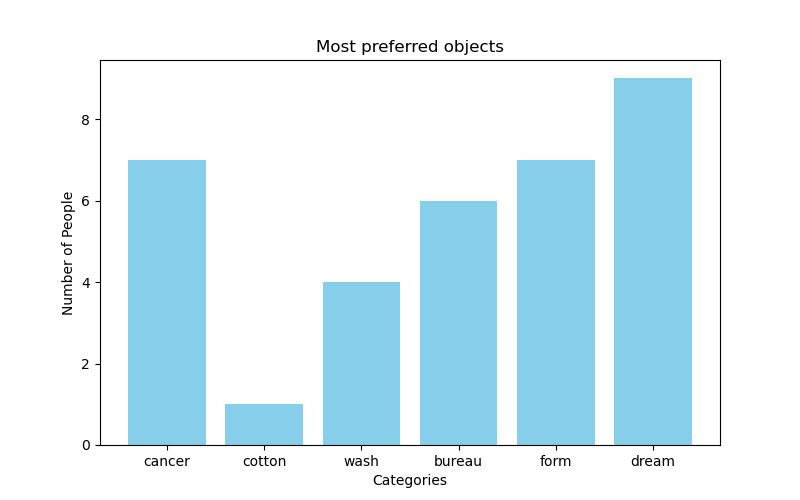 Most preferred objects
Number of People
8
6
4
2
0
cancer cotton wash bureau form dream
Categories